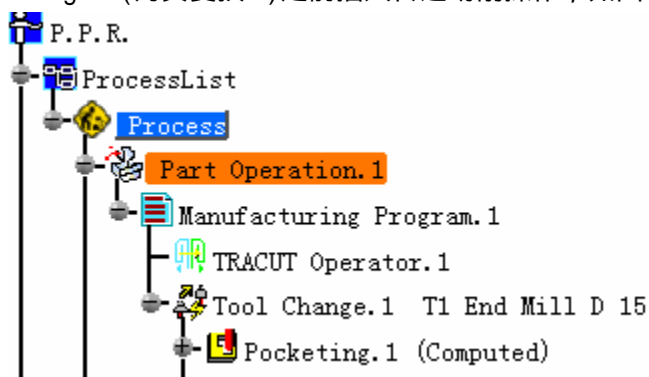 P.P.R.
ProcessList
Process
Part Operation.1
Manufacturing Program.1
TRACUT Operator.1
Tool Change.1 T1 End Mill D 15
Pocketing.1 (Computed)